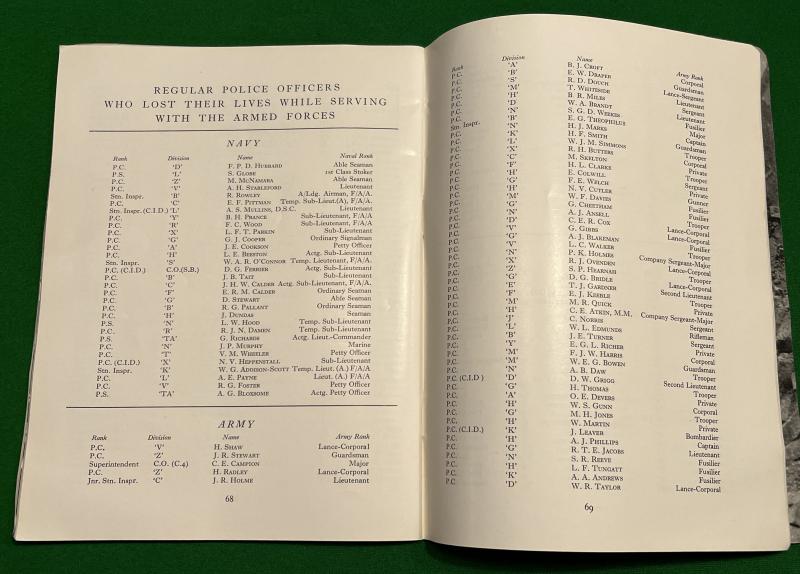 REGULAR POLICE OFFICERS
WHO LOST THEIR LIVES WHILE SERVING
WITH THE ARMED FORCES
NAVY
Rank Division Name Naval Rank
P.C. 'D' F. P. D. HUBBARD Able Seaman
P.S. 'L' S. GLOBE 1st Class Stoker
P.C. 'Z' M. MCNAMARA Able Seaman
P.C. 'V' A. H. STABLEFORD Lieutenant
Stn. Inspr. 'B' R. ROWLEY A/Ldg. Airman, F/A/A
P.C. 'C' E. F. PITTMAN Temp. Sub-Lieut.(A), F/A/A
Stn. Inspr. (C.I.D.) 'L' A. S. MULLINS, D.S.C. Lieutenant
P.C. 'Y' B. H. PRANCE Sub-Lieutenant, F/A/A
P.C. 'R' F. C. WOOD Sub-Lieutenant, F/A/A
P.C. 'X' L. F. T. PARKIN Sub-Lieutenant
P.C. 'G' G. J. COOPER Ordinary Signalman
P.C. 'A' J. E. COOKSON Petty Officer
P.C. 'H' L. E. BEETON Actg. Sub-Lieutenant
Stn. Inspr. 'S' W. A. R. O'CONNOR Temp. Lieutenant, F/A/A
P.C. (C.I.D.) C.O.(S.B.) D. G. FERRIER Actg. Sub-Lieutenant
P.C. 'B' J. B. TAIT Sub-Lieutenant
P.C. 'C' J. H. W. CALDER Actg. Sub-Lieutenant, F/A/A
P.C. 'F' E. R. M. CALDER Ordinary Seaman
P.C. 'G' D. STEWART Able Seaman
P.C. 'B' R. G. PALLANT Ordinary Seaman
P.C. 'H' J. DUNDAS Seaman
P.S. 'N' L. W. HOOD Temp. Sub-Lieutenant
P.C. 'R' R. J. N. DAMEN Temp. Sub-Lieutenant
P.S. 'TA' G. RICHARDS Actg. Lieut.-Commander
P.C. 'N' J. P. MURPHY Marine
P.C. 'T' V. M. WHEELER Petty Officer
P.C. (C.I.D.) 'X' N. V. HEPPENSTALL Sub-Lieutenant
Stn. Inspr. 'K' W. G. ADDISON-SCOTT Temp. Lieut. (A.) F/A/A
P.C. 'L' A. E. PAYNE Lieut. (A.) F/A/A
P.C. 'V' R. G. FOSTER Petty Officer
P.S. 'TA' A. G. BLOXSOME Actg. Petty Officer
ARMY
Rank Division Name Army Rank
P.C. 'V' H. SHAW Lance-Corporal
P.C. 'Z' J. R. STEWART Guardsman
Superintendent C.O. (C.4) C. E. CAMPION Major
P.C. 'Z' H. RADLEY Lance-Corporal
Jnr. Stn. Inspr. 'C' J. R. HOLME Lieutenant
68
Rank Division Name Army Rank
P.C. 'A' B. J. CROFT Corporal
P.C. 'B' E. W. DRAPER Guardsman
P.C. 'S' R. D. DOUCH Lance-Sergeant
P.C. 'M' T. WHITESIDE Lieutenant
P.C. 'H' B. R. MILES Sergeant
P.C. 'D' W. A. BRANDT Lieutenant
P.C. 'N' S. G. D. WEEKES Fusilier
P.C. 'B' E. G. THEOPHILUS Major
Stn. Inspr. 'N' H. J. MARKS Captain
P.C. 'K' H. F. SMITH Guardsman
P.C. 'L' W. J. M. SIMMONS Trooper
P.C. 'X' R. H. BUTTERS Private
P.C. 'C' M. SKELTON Trooper
P.C. 'F' H. L. CLARKE Private
P.C. 'H' E. COLWILL Sergeant
P.C. 'G' F. E. WELCH Private
P.C. 'H' N. V. CUTLER Gunner
P.C. 'M' W. F. DAVIES Fusilier
P.C. 'G' G. CHEETHAM Fusilier
P.C. 'N' A. J. ANSELL Trooper
P.C. 'D' C. E. R. COX Lance-Corporal
P.C. 'V' G. GIBBS Lance-Corporal
P.C. 'G' A. J. BLAKEMAN Fusilier
P.C. 'V' L. C. WALKER Trooper
P.C. 'N' P. K. HOLMES Company Sergeant-Major
P.C. 'X' R. J. OVENDEN Lance-Corporal
P.C. 'Z' S. P. HEARNAH Trooper
P.C. 'G' D. G. BRIDLE Lance-Corporal
P.C. 'E' T. J. GARDNER Second Lieutenant
P.C. 'F' E. J. KEEBLE Trooper
P.C. 'M' M. R. QUICK Private
P.C. 'H' C. E. ATKIN, M.M. Company Sergeant-Major
P.C. 'J' C. NORRIS Sergeant
P.C. 'L' W. L. EDMUNDS Rifleman
P.C. 'B' J. E. TURNER Sergeant
P.C. 'Y' E. G. L. RICHER Private
P.C. 'M' F. J. W. HARRIS Corporal
P.C. 'M' W. E. G. BOWEN Sergeant
P.C. 'N' A. B. DAW Trooper
P.C. (C.I.D.) 'D' D. W. GRIGG Second Lieutenant
P.C. 'G' H. THOMAS Trooper
P.C. 'A' O. E. DEVERS Private
P.C. 'H' W. S. GUNN Corporal
P.C. 'G' M. H. JONES Trooper
P.C. 'H' W. MARTIN Private
P.C. (C.I.D.) 'K' J. LEAVER Bombardier
P.C. 'H' A. J. PHILLIPS Captain
P.C. 'G' R. T. E. JACOBS Lieutenant
P.C. 'N' S. R. REEVE Fusilier
P.C. 'H' L. F. TUNGATT Fusilier
P.C. 'K' A. A. ANDREWS Fusilier
P.C. 'D' W. R. TAYLOR Lance-Corporal
69